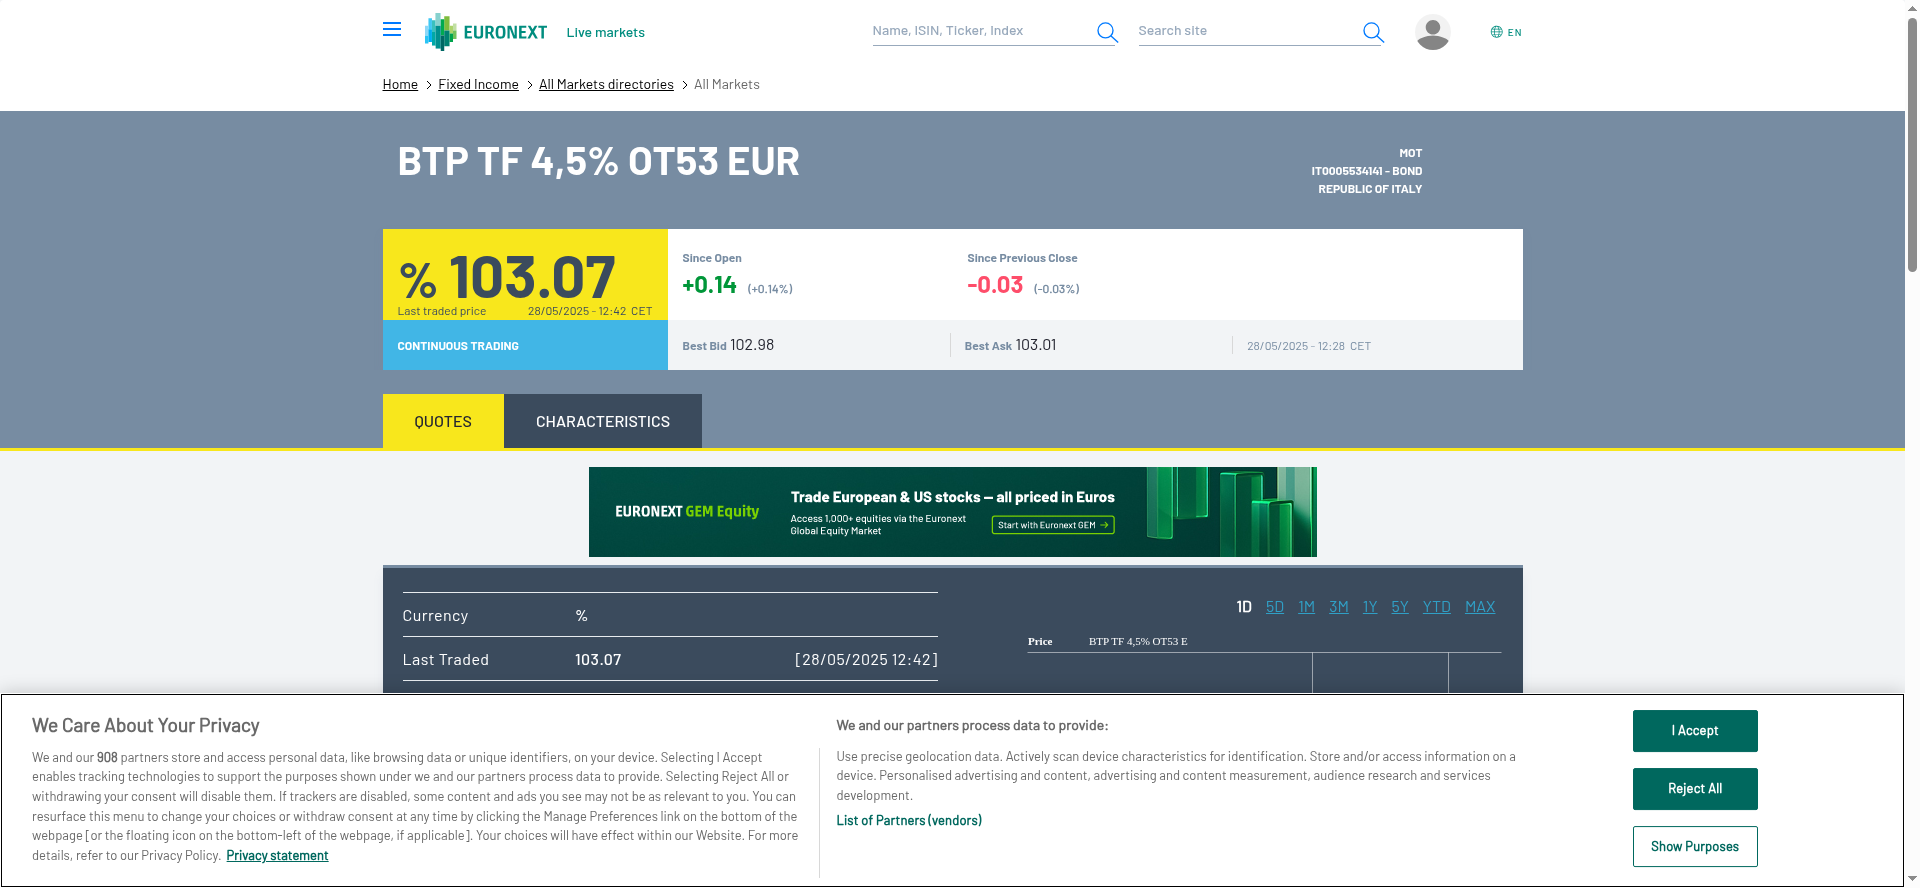 EURONEXT Live markets
Name, ISIN, Ticker, Index
Search site
EN
Home > Fixed Income > All Markets directories > All Markets
BTP TF 4,5% OT53 EUR
MOT
IT0005534141 - BOND
REPUBLIC OF ITALY
% 103.07
Last traded price 28/05/2025 - 12:42 CET
Since Open
+0.14 (+0.14%)
Since Previous Close
-0.03 (-0.03%)
CONTINUOUS TRADING
Best Bid 102.98
Best Ask 103.01
28/05/2025 - 12:28 CET
QUOTES
CHARACTERISTICS
EURONEXT GEM Equity
Trade European & US stocks – all priced in Euros
Access 1,000+ equities via the Euronext
Global Equity Market
Start with Euronext GEM →
Currency %
Last Traded 103.07 [28/05/2025 12:42]
1D 5D 1M 3M 1Y 5Y YTD MAX
Price BTP TF 4,5% OT53 E
We Care About Your Privacy
We and our 908 partners store and access personal data, like browsing data or unique identifiers, on your device. Selecting I Accept
enables tracking technologies to support the purposes shown under we and our partners process data to provide. Selecting Reject All or
withdrawing your consent will disable them. If trackers are disabled, some content and ads you see may not be as relevant to you. You can
resurface this menu to change your choices or withdraw consent at any time by clicking the Manage Preferences link on the bottom of the
webpage [or the floating icon on the bottom-left of the webpage, if applicable]. Your choices will have effect within our Website. For more
details, refer to our Privacy Policy. Privacy statement
We and our partners process data to provide:
Use precise geolocation data. Actively scan device characteristics for identification. Store and/or access information on a
device. Personalised advertising and content, advertising and content measurement, audience research and services
development.
List of Partners (vendors)
I Accept
Reject All
Show Purposes